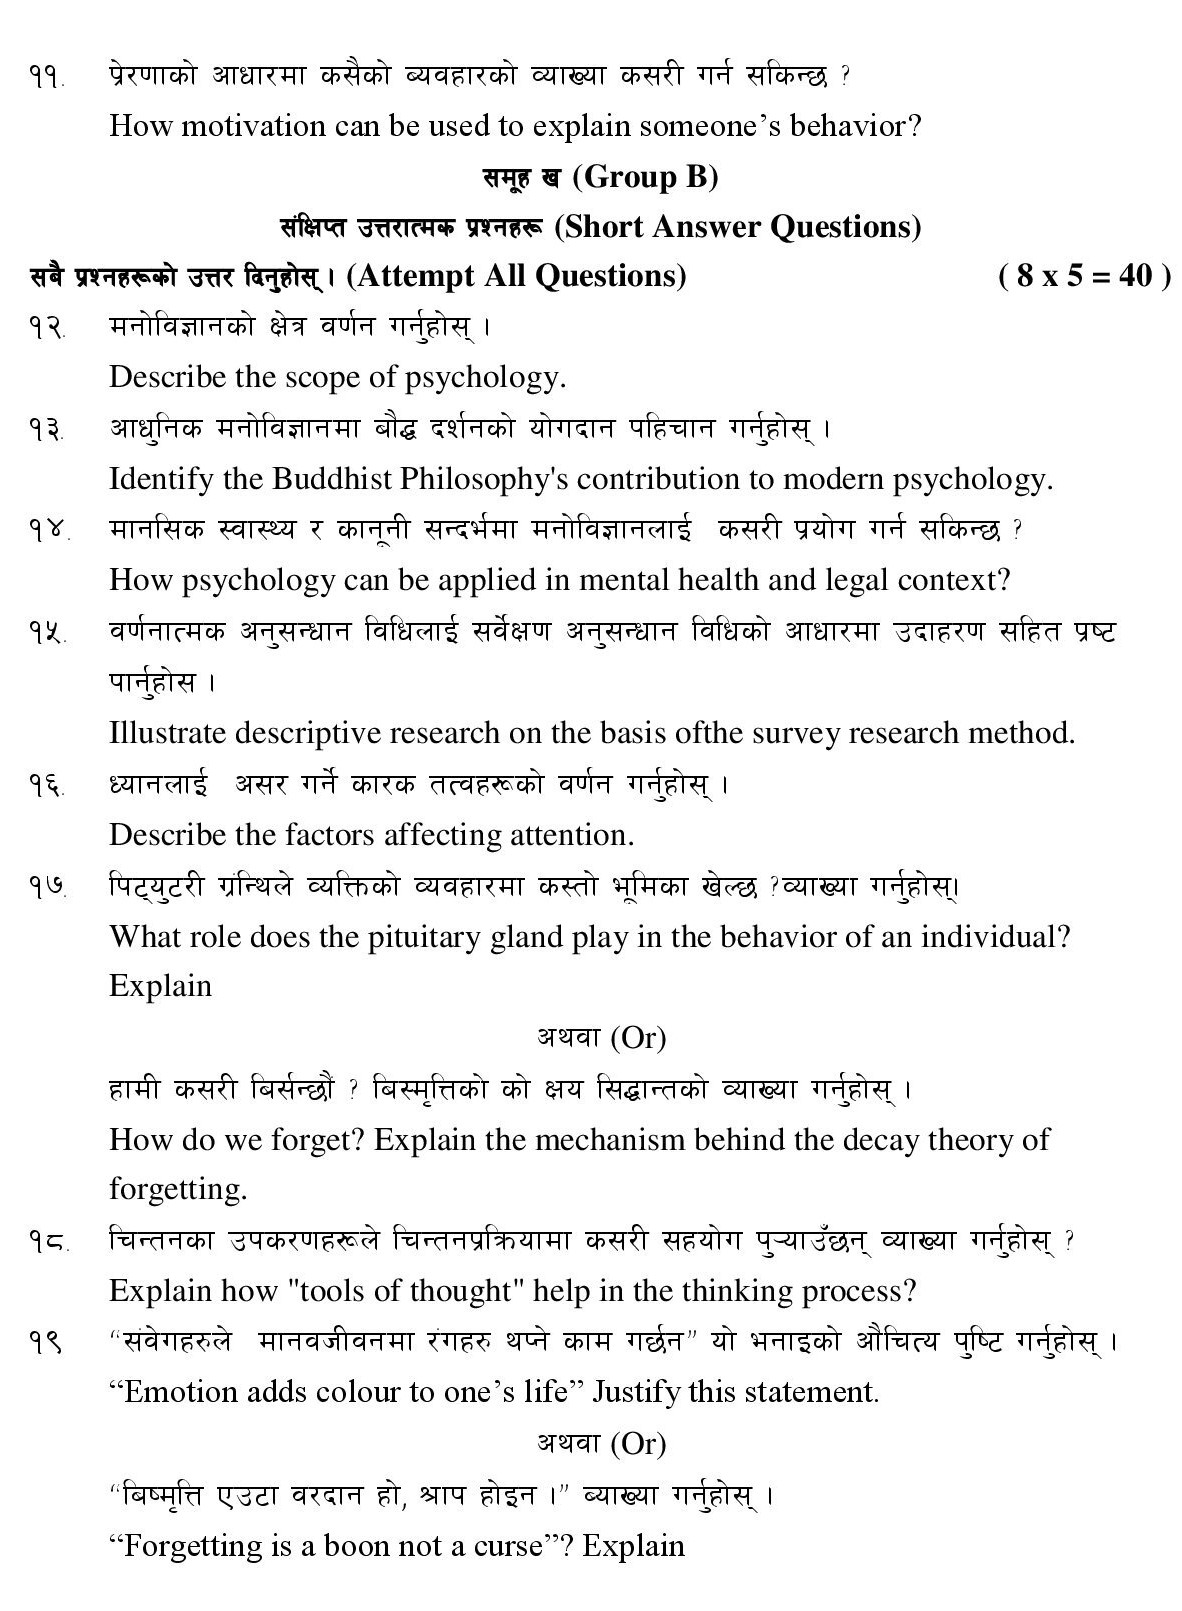 ११. प्रेरणाको आधारमा कसैको ब्यवहारको व्याख्या कसरी गर्न सकिन्छ ?
How motivation can be used to explain someone’s behavior?
समूह ख (Group B)
संक्षिप्त उत्तरात्मक प्रश्नहरू (Short Answer Questions)
सबै प्रश्नहरूको उत्तर दिनुहोस् । (Attempt All Questions) ( 8 x 5 = 40 )
१२. मनोविज्ञानको क्षेत्र वर्णन गर्नुहोस् ।
Describe the scope of psychology.
१३. आधुनिक मनोविज्ञानमा बौद्ध दर्शनको योगदान पहिचान गर्नुहोस् ।
Identify the Buddhist Philosophy's contribution to modern psychology.
१४. मानसिक स्वास्थ्य र कानूनी सन्दर्भमा मनोविज्ञानलाई कसरी प्रयोग गर्न सकिन्छ ?
How psychology can be applied in mental health and legal context?
१५. वर्णनात्मक अनुसन्धान विधिलाई सर्वेक्षण अनुसन्धान विधिको आधारमा उदाहरण सहित प्रष्ट
पार्नुहोस ।
Illustrate descriptive research on the basis ofthe survey research method.
१६. ध्यानलाई असर गर्ने कारक तत्वहरूको वर्णन गर्नुहोस् ।
Describe the factors affecting attention.
१७. पिट्युटरी ग्रंन्थिले व्यक्तिको व्यवहारमा कस्तो भूमिका खेल्छ ?व्याख्या गर्नुहोस्।
What role does the pituitary gland play in the behavior of an individual?
Explain
अथवा (Or)
हामी कसरी बिर्सन्छौं ? बिस्मृत्तिको को क्षय सिद्धान्तको व्याख्या गर्नुहोस् ।
How do we forget? Explain the mechanism behind the decay theory of
forgetting.
१८. चिन्तनका उपकरणहरूले चिन्तनप्रक्रियामा कसरी सहयोग पुऱ्याउँछन् व्याख्या गर्नुहोस् ?
Explain how "tools of thought" help in the thinking process?
१९ “संवेगहरुले मानवजीवनमा रंगहरु थप्ने काम गर्छन” यो भनाइको औचित्य पुष्टि गर्नुहोस् ।
“Emotion adds colour to one’s life” Justify this statement.
अथवा (Or)
“बिष्मृत्ति एउटा वरदान हो, श्राप होइन ।” ब्याख्या गर्नुहोस् ।
“Forgetting is a boon not a curse”? Explain